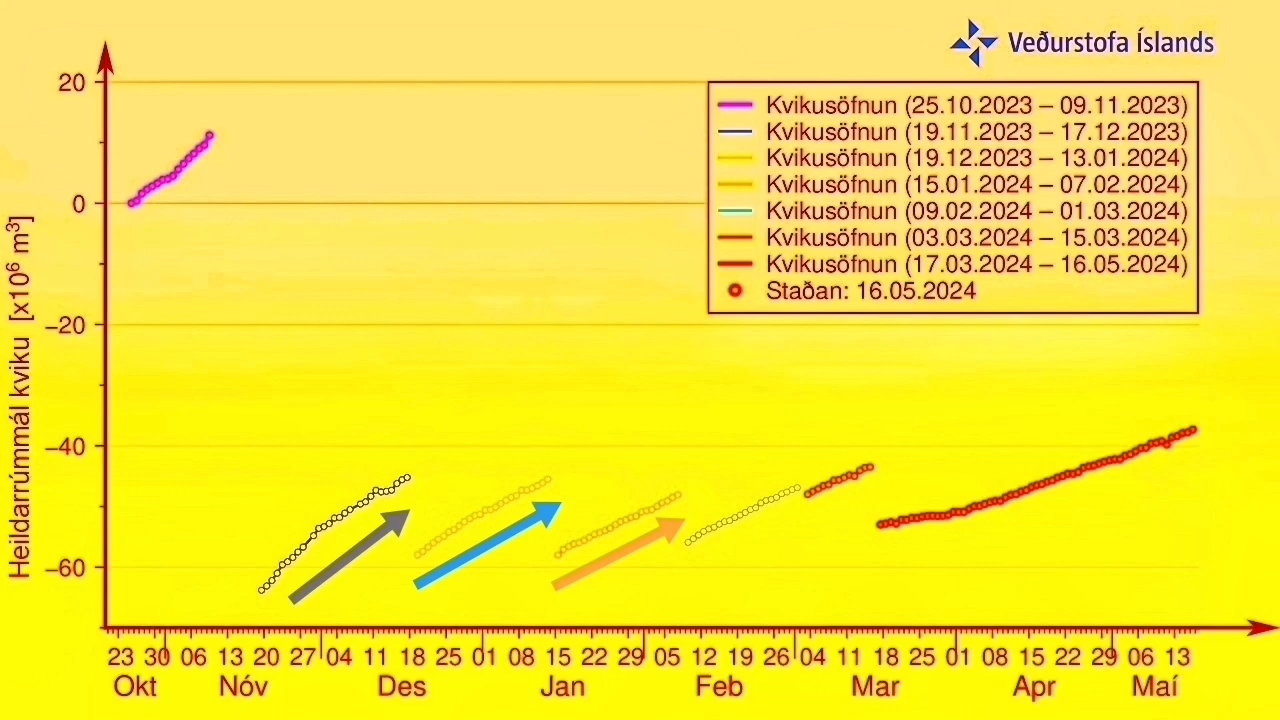 Veðurstofa Íslands
Kvikusöfnun (25.10.2023 – 09.11.2023)
Kvikusöfnun (19.11.2023 – 17.12.2023)
Kvikusöfnun (19.12.2023 – 13.01.2024)
Kvikusöfnun (15.01.2024 – 07.02.2024)
Kvikusöfnun (09.02.2024 – 01.03.2024)
Kvikusöfnun (03.03.2024 – 15.03.2024)
Kvikusöfnun (17.03.2024 – 16.05.2024)
Staðan: 16.05.2024
Heildarrúmmál kviku [x10⁶ m³]
20
0
−20
−40
−60
23 30 06 13 20 27 04 11 18 25 01 08 15 22 29 05 12 19 26 04 11 18 25 01 08 15 22 29 06 13
Okt Nóv Des Jan Feb Mar Apr Maí